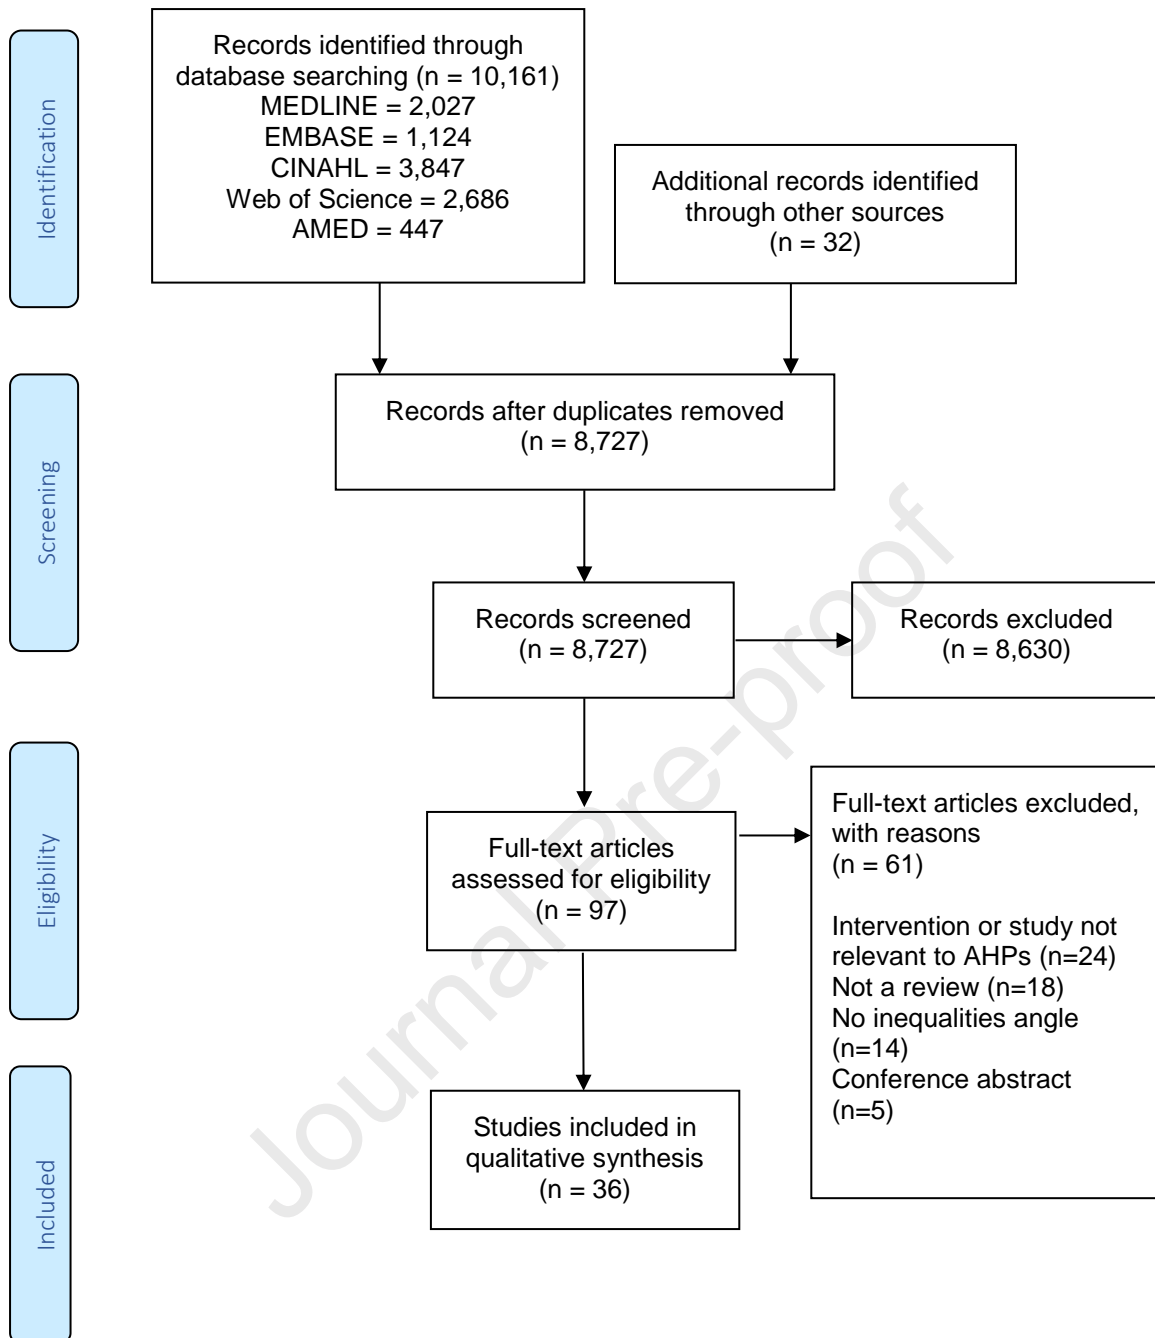 Identification
Records identified through
database searching (n = 10,161)
MEDLINE = 2,027
EMBASE = 1,124
CINAHL = 3,847
Web of Science = 2,686
AMED = 447
Additional records identified
through other sources
(n = 32)
Screening
Records after duplicates removed
(n = 8,727)
Records screened
(n = 8,727)
Records excluded
(n = 8,630)
Eligibility
Full-text articles
assessed for eligibility
(n = 97)
Full-text articles excluded,
with reasons
(n = 61)
Intervention or study not
relevant to AHPs (n=24)
Not a review (n=18)
No inequalities angle
(n=14)
Conference abstract
(n=5)
Included
Studies included in
qualitative synthesis
(n = 36)
Journal Pre-proof